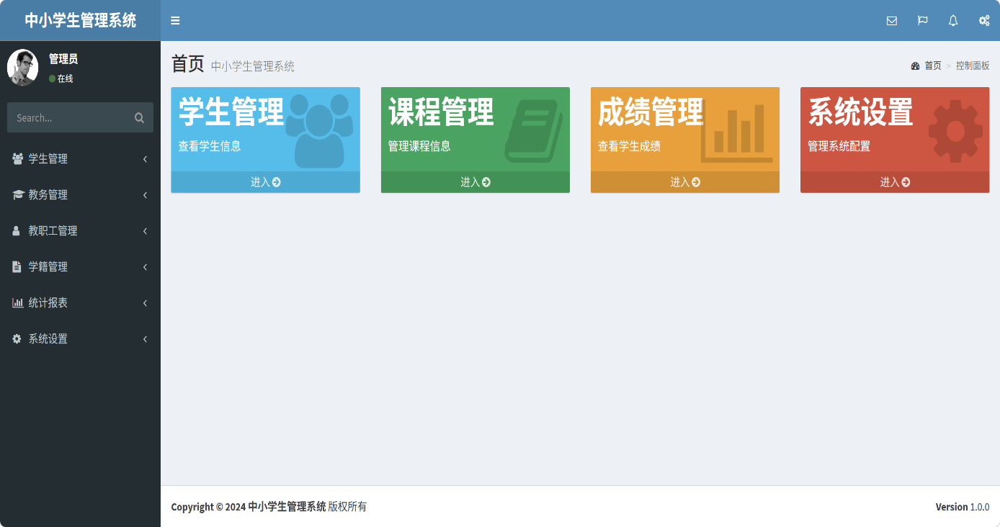 中小学生管理系统
管理员
在线
Search...
学生管理
教务管理
教职工管理
学籍管理
统计报表
系统设置
首页 中小学生管理系统
首页 > 控制面板
学生管理
查看学生信息
进入
课程管理
管理课程信息
进入
成绩管理
查看学生成绩
进入
系统设置
管理系统配置
进入
Copyright © 2024 中小学生管理系统 版权所有
Version 1.0.0